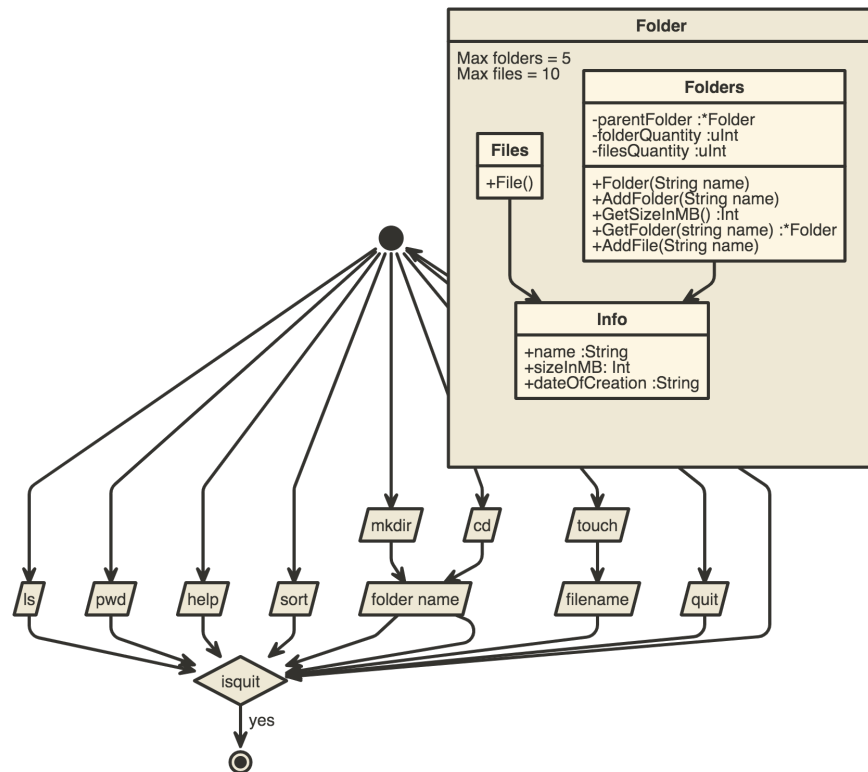 Folder
Max folders = 5
Max files = 10
Folders
-parentFolder :*Folder
-folderQuantity :uInt
-filesQuantity :uInt
+Folder(String name)
+AddFolder(String name)
+GetSizeInMB() :Int
+GetFolder(string name) :*Folder
+AddFile(String name)
Files
+File()
Info
+name :String
+sizeInMB: Int
+dateOfCreation :String
mkdir
cd
touch
ls
pwd
help
sort
folder name
filename
quit
isquit
yes